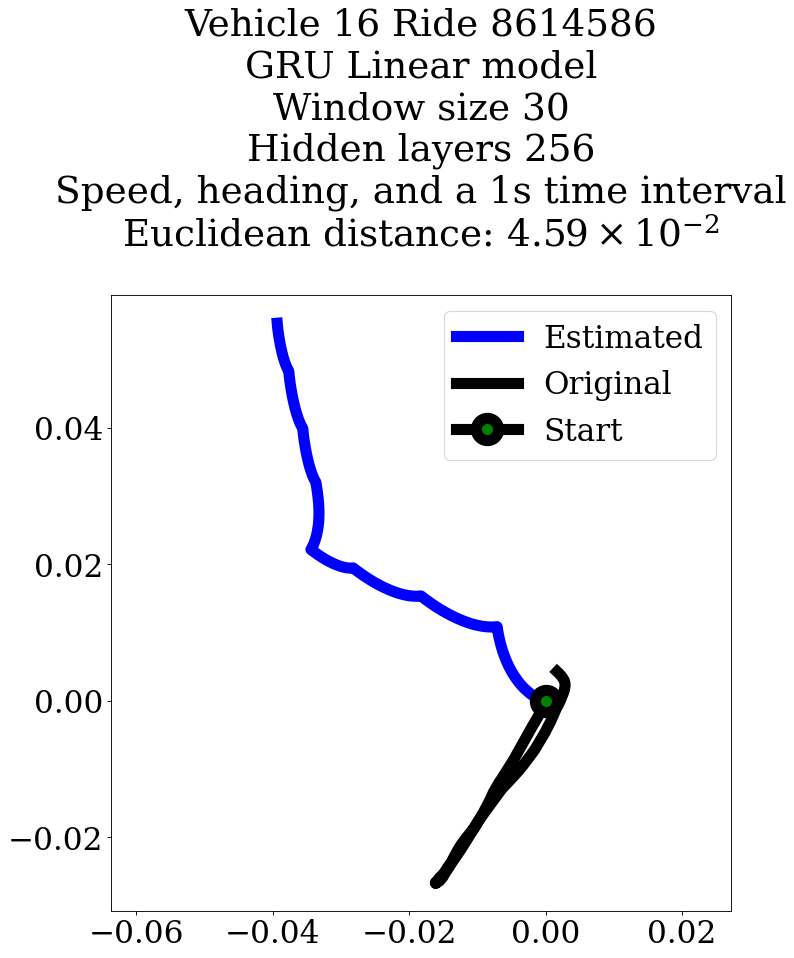 Vehicle 16 Ride 8614586
GRU Linear model
Window size 30
Hidden layers 256
Speed, heading, and a 1s time interval
Euclidean distance: 4.59 × 10⁻²
Estimated
Original
Start
0.04
0.02
0.00
−0.02
−0.06 −0.04 −0.02 0.00 0.02